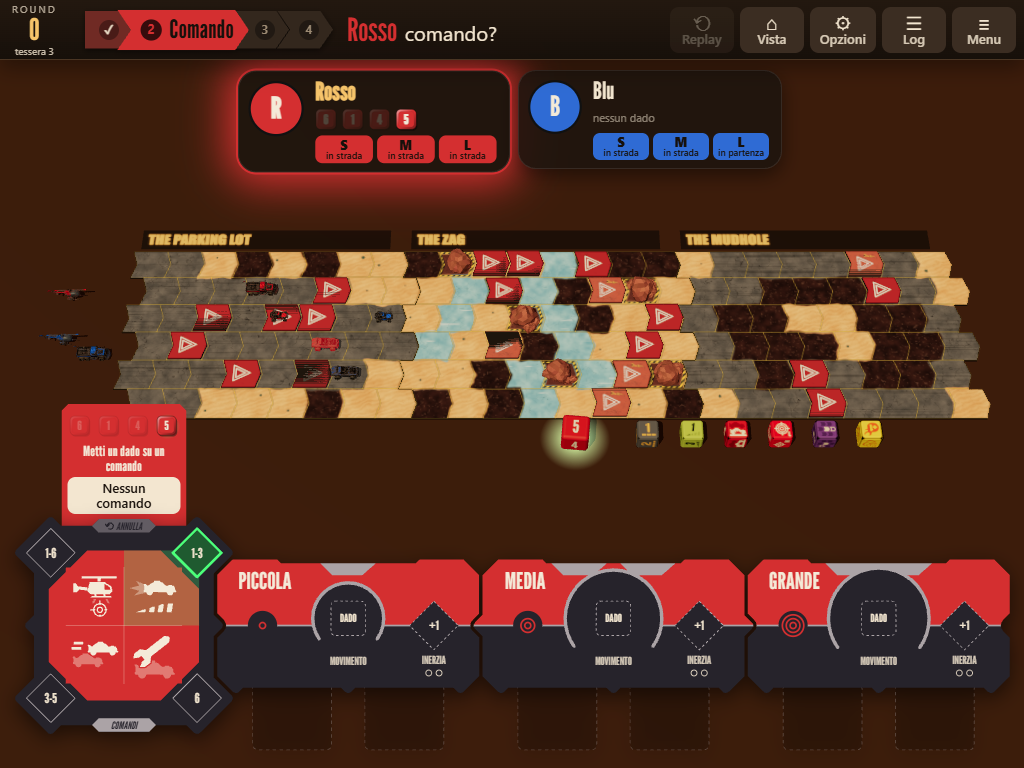 ROUND
0
tessera 3
✓
2 Comando
3
4
Rosso comando?
Replay
Vista
Opzioni
Log
Menu
R
Rosso
1 4 5
S
in strada
M
in strada
L
in strada
B
Blu
nessun dado
S
in strada
M
in strada
L
in partenza
THE PARKING LOT
THE ZAG
THE MUDHOLE
1 4 5
Metti un dado su un
comando
Nessun
comando
ANNULLA
1-6
1-3
3-5
6
COMANDI
5
4
1
1
PICCOLA
DADO
+1
MOVIMENTO
INERZIA
MEDIA
DADO
+1
MOVIMENTO
INERZIA
GRANDE
DADO
+1
MOVIMENTO
INERZIA